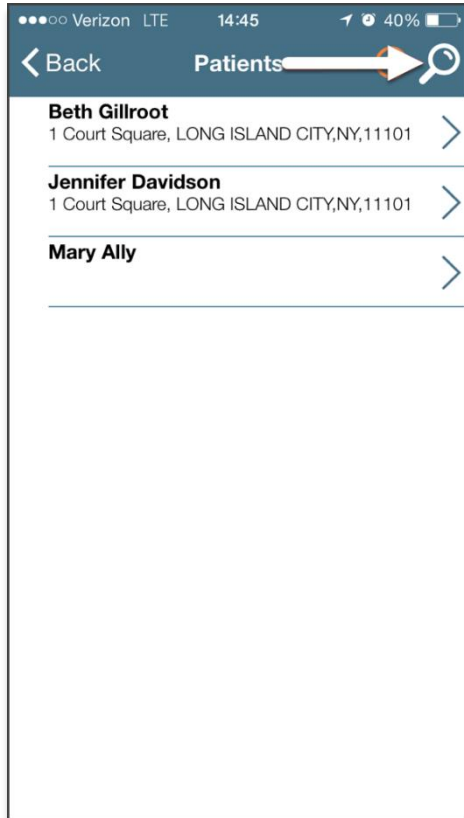 Verizon LTE 14:45 40%
Back Patients
Beth Gillroot
1 Court Square, LONG ISLAND CITY,NY,11101
Jennifer Davidson
1 Court Square, LONG ISLAND CITY,NY,11101
Mary Ally